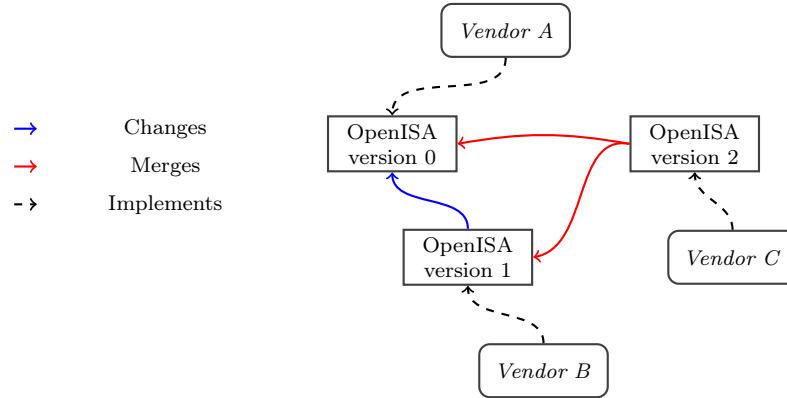 Vendor A
Changes
Merges
Implements
OpenISA
version 0
OpenISA
version 2
OpenISA
version 1
Vendor C
Vendor B